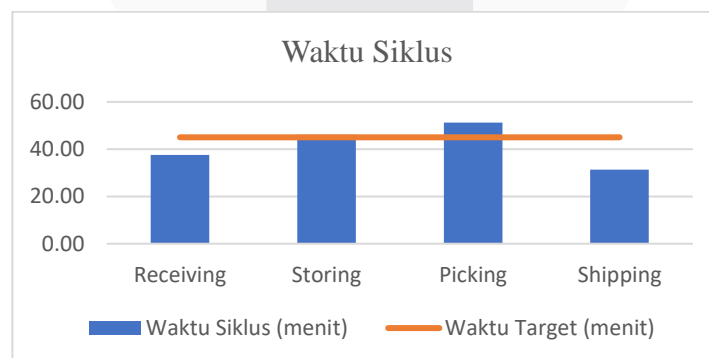 Waktu Siklus
60.00
40.00
20.00
0.00
Receiving Storing Picking Shipping
Waktu Siklus (menit) Waktu Target (menit)